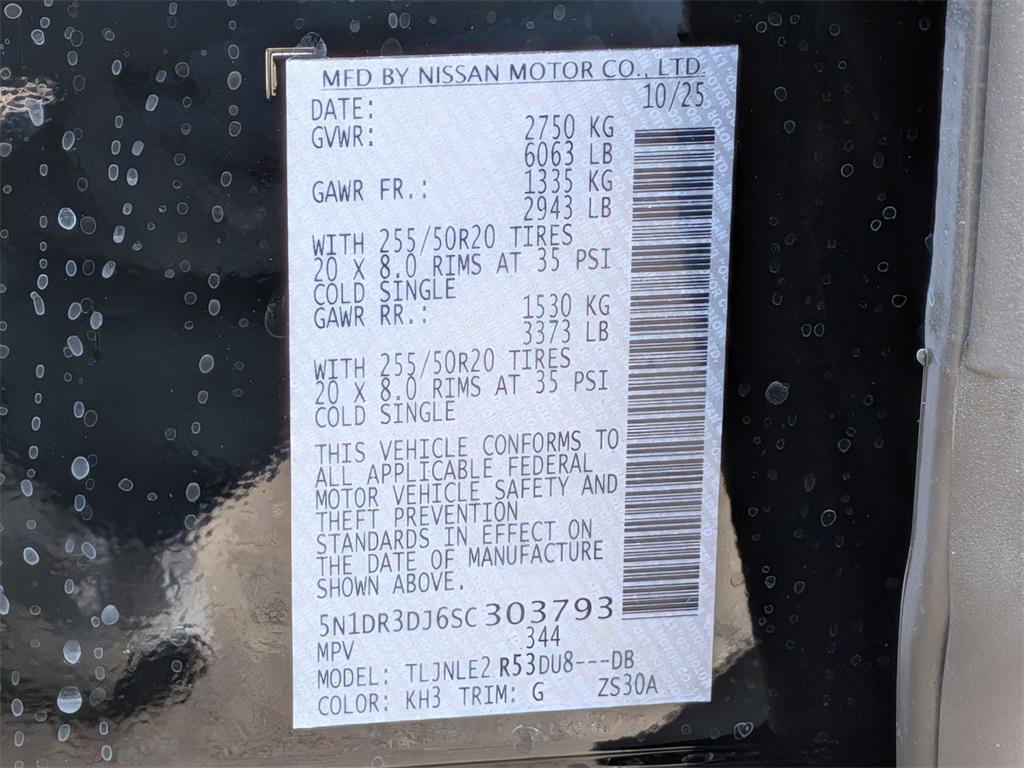 MFD BY NISSAN MOTOR CO., LTD.
DATE: 10/25
GVWR: 2750 KG
6063 LB
GAWR FR.: 1335 KG
2943 LB
WITH 255/50R20 TIRES
20 X 8.0 RIMS AT 35 PSI
COLD SINGLE
GAWR RR.: 1530 KG
3373 LB
WITH 255/50R20 TIRES
20 X 8.0 RIMS AT 35 PSI
COLD SINGLE
THIS VEHICLE CONFORMS TO
ALL APPLICABLE FEDERAL
MOTOR VEHICLE SAFETY AND
THEFT PREVENTION
STANDARDS IN EFFECT ON
THE DATE OF MANUFACTURE
SHOWN ABOVE.
5N1DR3DJ6SC303793
MPV 344
MODEL: TLJNLE2 R53DU8---DB
COLOR: KH3 TRIM: G ZS30A